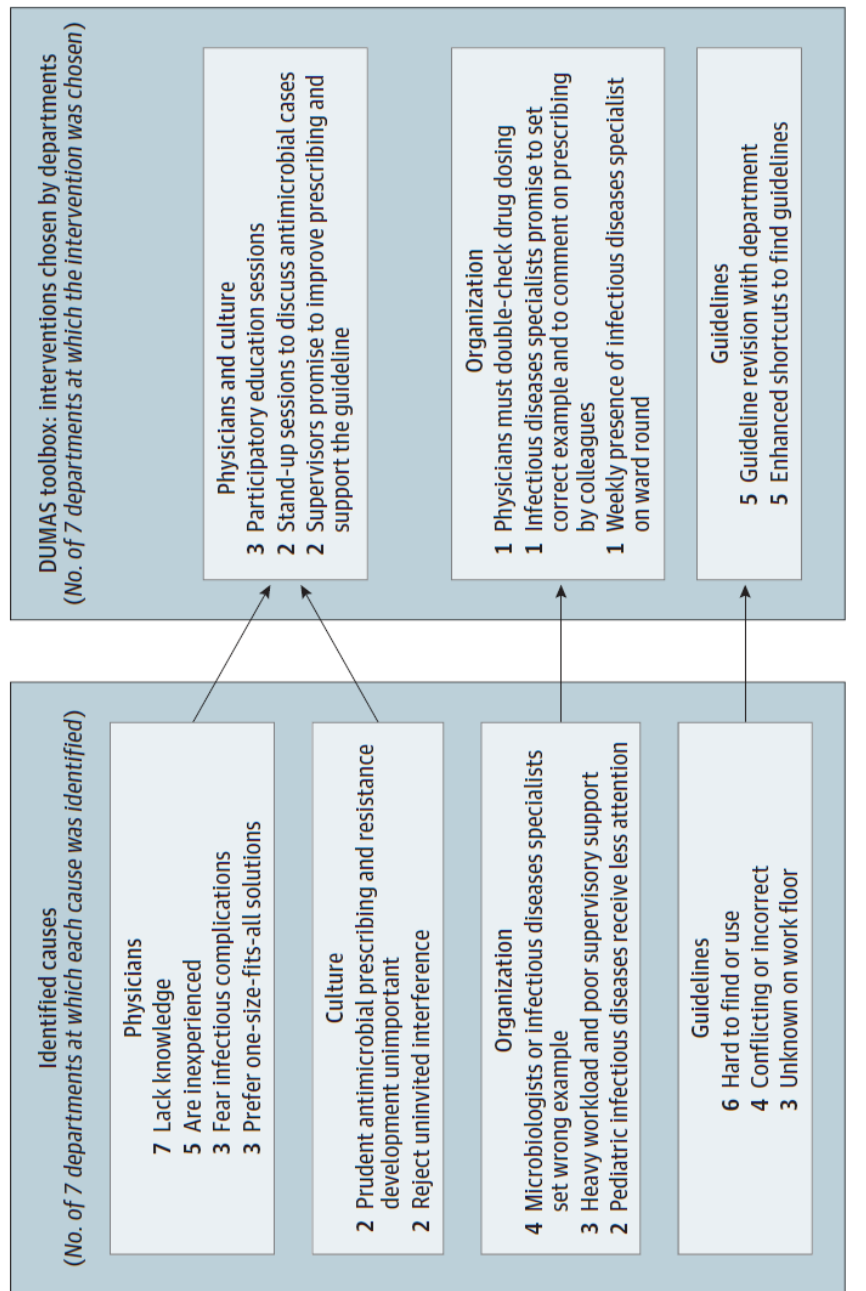 Identified causes
(No. of 7 departments at which each cause was identified)
Physicians
7 Lack knowledge
5 Are inexperienced
3 Fear infectious complications
3 Prefer one-size-fits-all solutions
Culture
2 Prudent antimicrobial prescribing and resistance
development unimportant
2 Reject uninvited interference
Organization
4 Microbiologists or infectious diseases specialists
set wrong example
3 Heavy workload and poor supervisory support
2 Pediatric infectious diseases receive less attention
Guidelines
6 Hard to find or use
4 Conflicting or incorrect
3 Unknown on work floor
DUMAS toolbox: interventions chosen by departments
(No. of 7 departments at which the intervention was chosen)
Physicians and culture
3 Participatory education sessions
2 Stand-up sessions to discuss antimicrobial cases
2 Supervisors promise to improve prescribing and
support the guideline
Organization
1 Physicians must double-check drug dosing
1 Infectious diseases specialists promise to set
correct example and to comment on prescribing
by colleagues
1 Weekly presence of infectious diseases specialist
on ward round
Guidelines
5 Guideline revision with department
5 Enhanced shortcuts to find guidelines